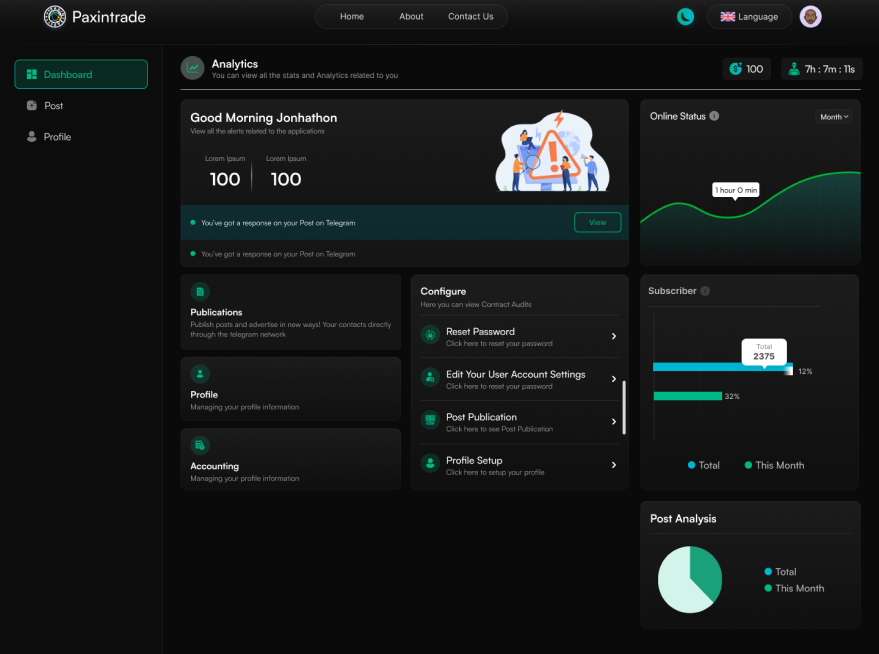 Paxintrade
Home
About
Contact Us
Language
Dashboard
Post
Profile
Analytics
You can view all the stats and Analytics related to you
100
7h : 7m : 11s
Good Morning Jonhathon
View all the alerts related to the applications
Lorem Ipsum
Lorem Ipsum
100
100
You've got a response on your Post on Telegram
View
You've got a response on your Post on Telegram
Online Status
Month
1 hour 0 min
Publications
Publish posts and advertise in new ways! Your contacts directly
through the telegram network
Profile
Managing your profile information
Accounting
Managing your profile information
Configure
Here you can view Contract Audits
Reset Password
Click here to reset your password
Edit Your User Account Settings
Click here to reset your password
Post Publication
Click here to see Post Publication
Profile Setup
Click here to setup your profile
Subscriber
Total
2375
12%
32%
Total
This Month
Post Analysis
Total
This Month